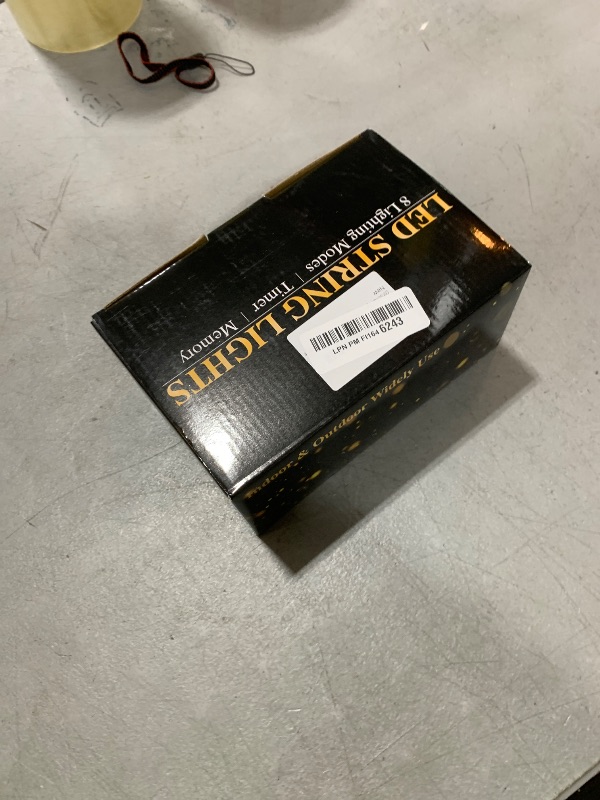 LED STRING LIGHTS
8 Lighting Modes | Timer | Memory
LPN PM FI164 6243
Indoor & Outdoor Widely Use